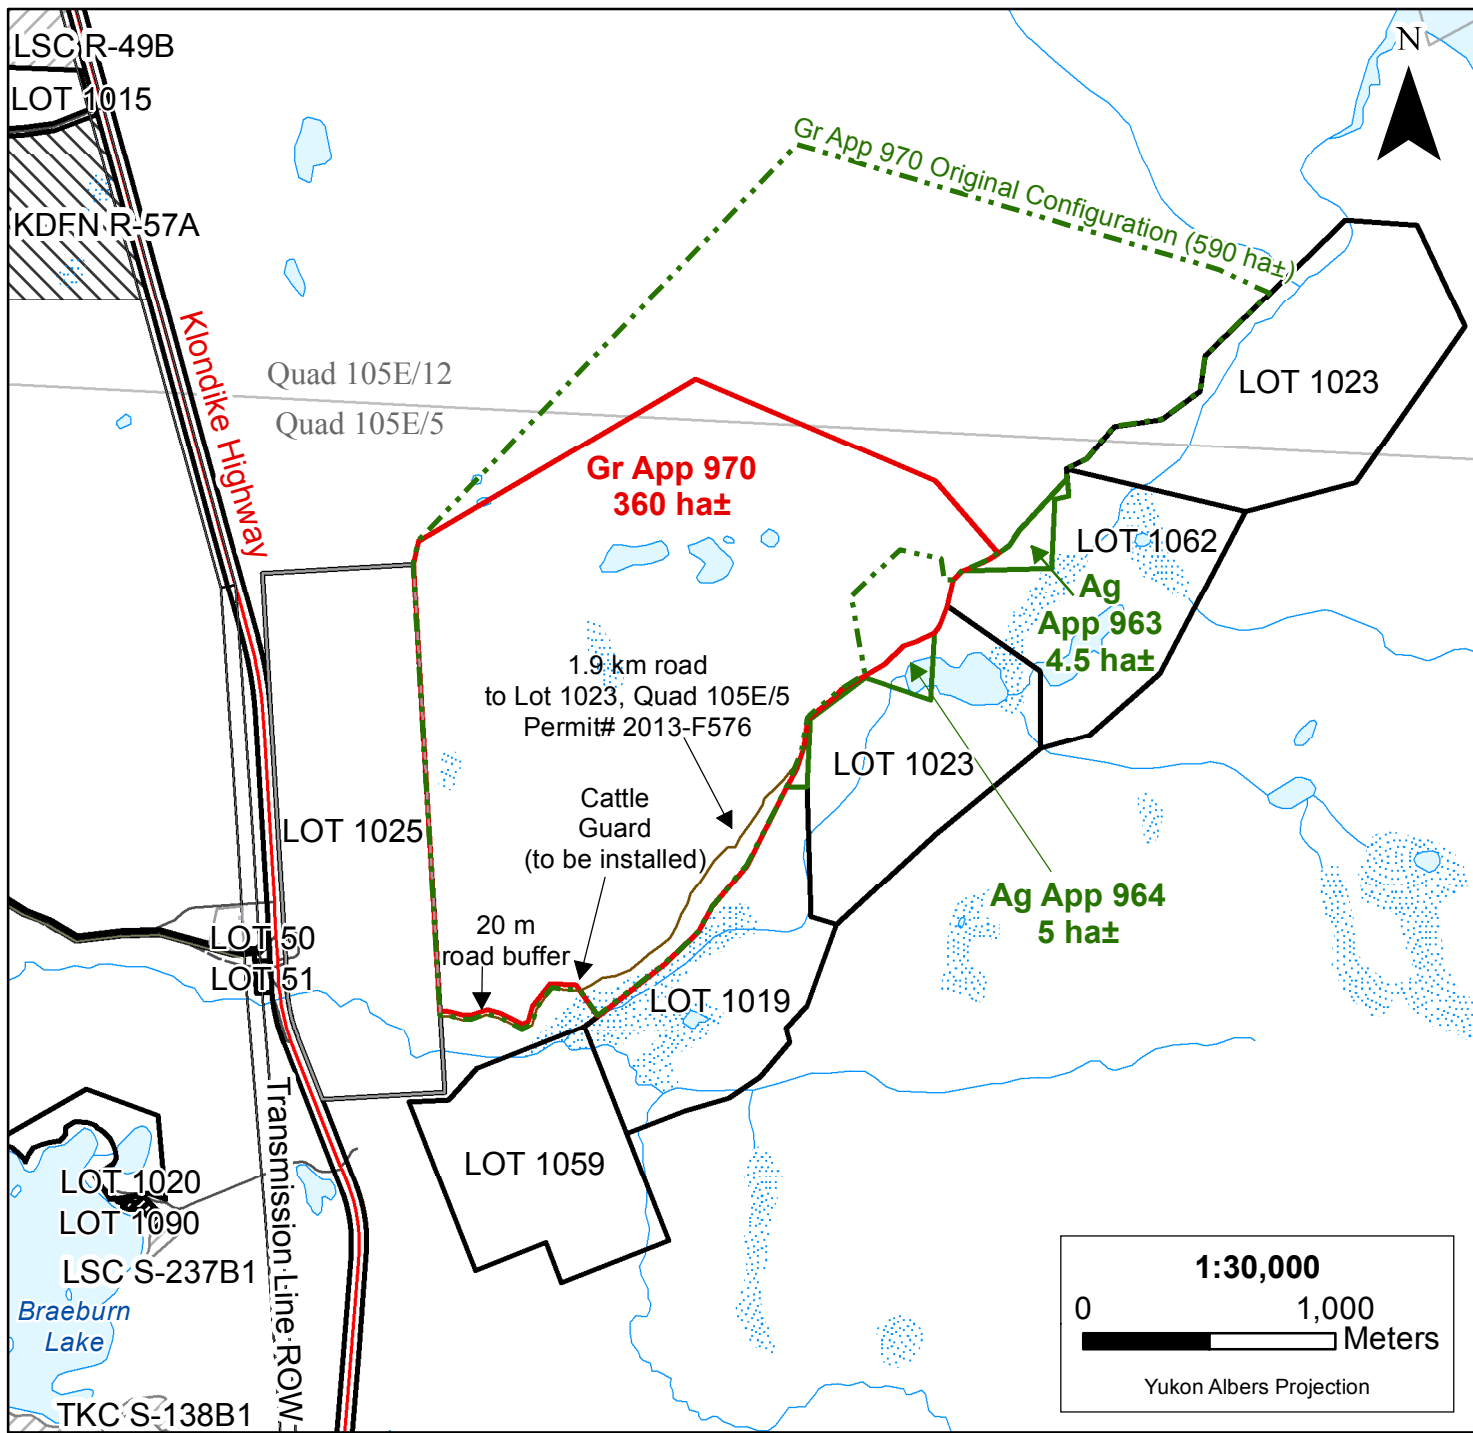 LSC R-49B
LOT 1015
KDFN R-57A
N
Gr App 970 Original Configuration (590 ha±)
Klondike Highway
Quad 105E/12
Quad 105E/5
LOT 1023
Gr App 970
360 ha±
LOT 1062
Ag
App 963
4.5 ha±
1.9 km road
to Lot 1023, Quad 105E/5
Permit# 2013-F576
LOT 1023
Cattle
Guard
(to be installed)
LOT 1025
Ag App 964
5 ha±
20 m
road buffer
LOT 50
LOT 51
LOT 1019
Transmission Line ROW
LOT 1059
LOT 1020
LOT 1090
LSC S-237B1
Braeburn
Lake
TKC S-138B1
1:30,000
0 1,000
Meters
Yukon Albers Projection